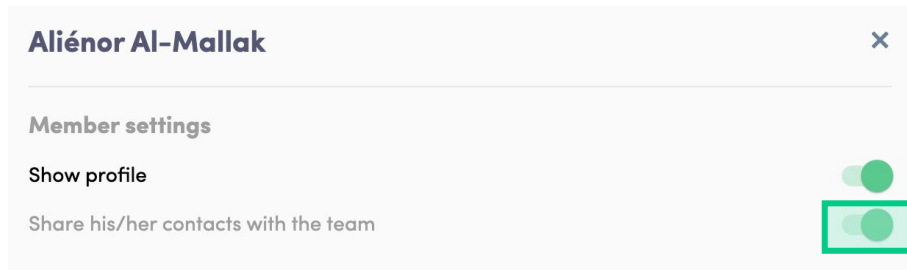 Aliénor Al-Mallak
Member settings
Show profile
Share his/her contacts with the team